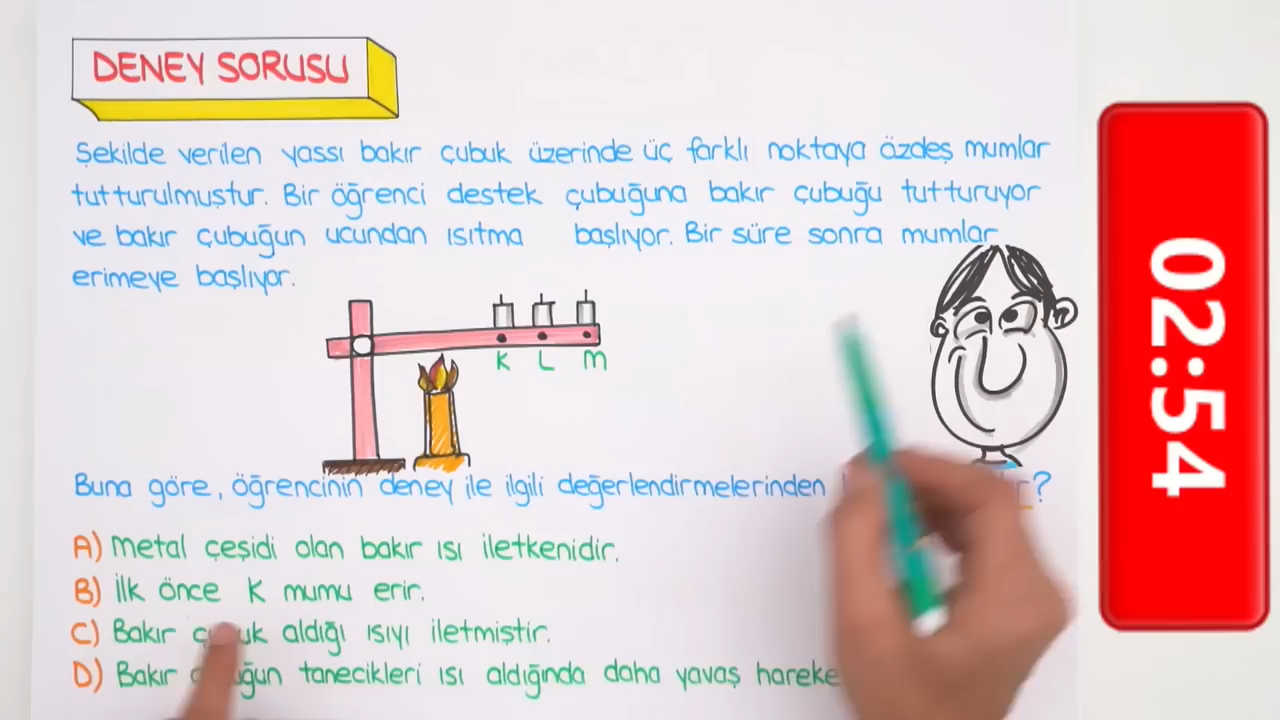 DENEY SORUSU
Şekilde verilen yassı bakır çubuk üzerinde üç farklı noktaya özdeş mumlar
tutturulmuştur. Bir öğrenci destek çubuğuna bakır çubuğu tutturuyor
ve bakır çubuğun ucundan ısıtma başlıyor. Bir süre sonra mumlar
erimeye başlıyor.
K L M
Buna göre, öğrencinin deney ile ilgili değerlendirmelerinden ?
A) Metal çeşidi olan bakır ısı iletkenidir.
B) İlk önce K mumu erir.
C) Bakır çubuk aldığı ısıyı iletmiştir.
D) Bakır tanecikleri ısı aldığında daha yavaş
02:54